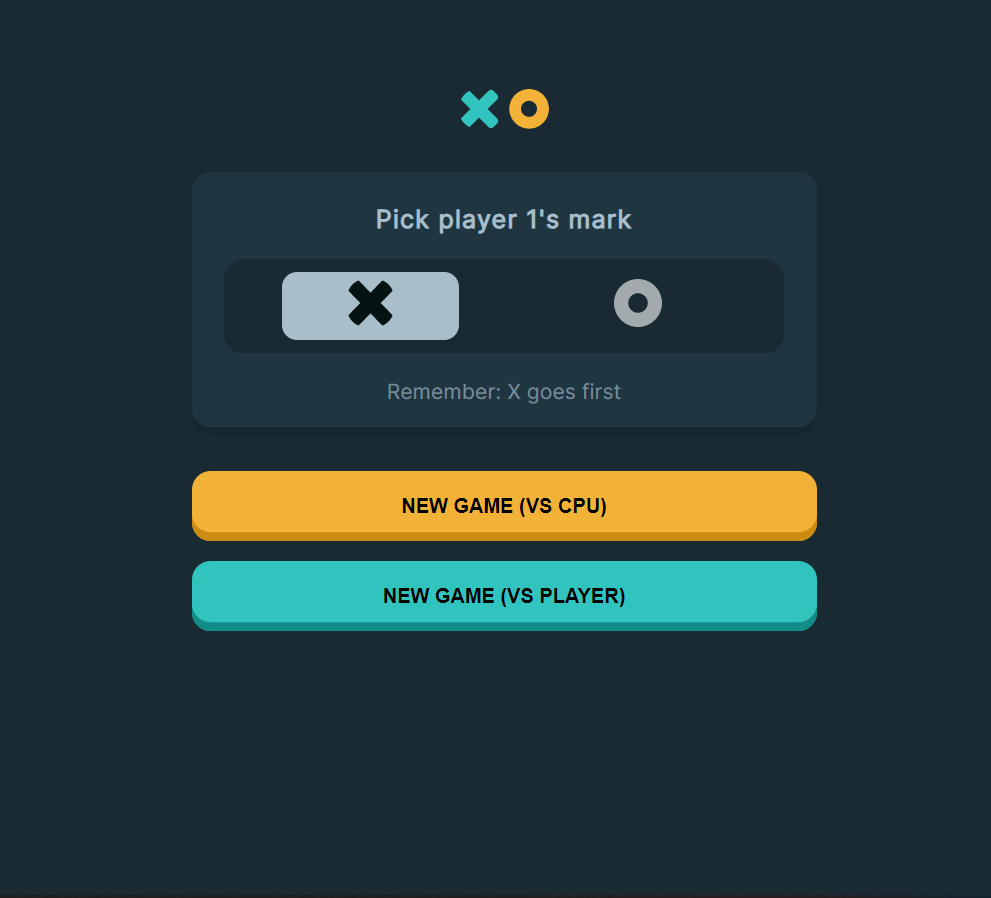 Pick player 1's mark
Remember: X goes first
NEW GAME (VS CPU)
NEW GAME (VS PLAYER)